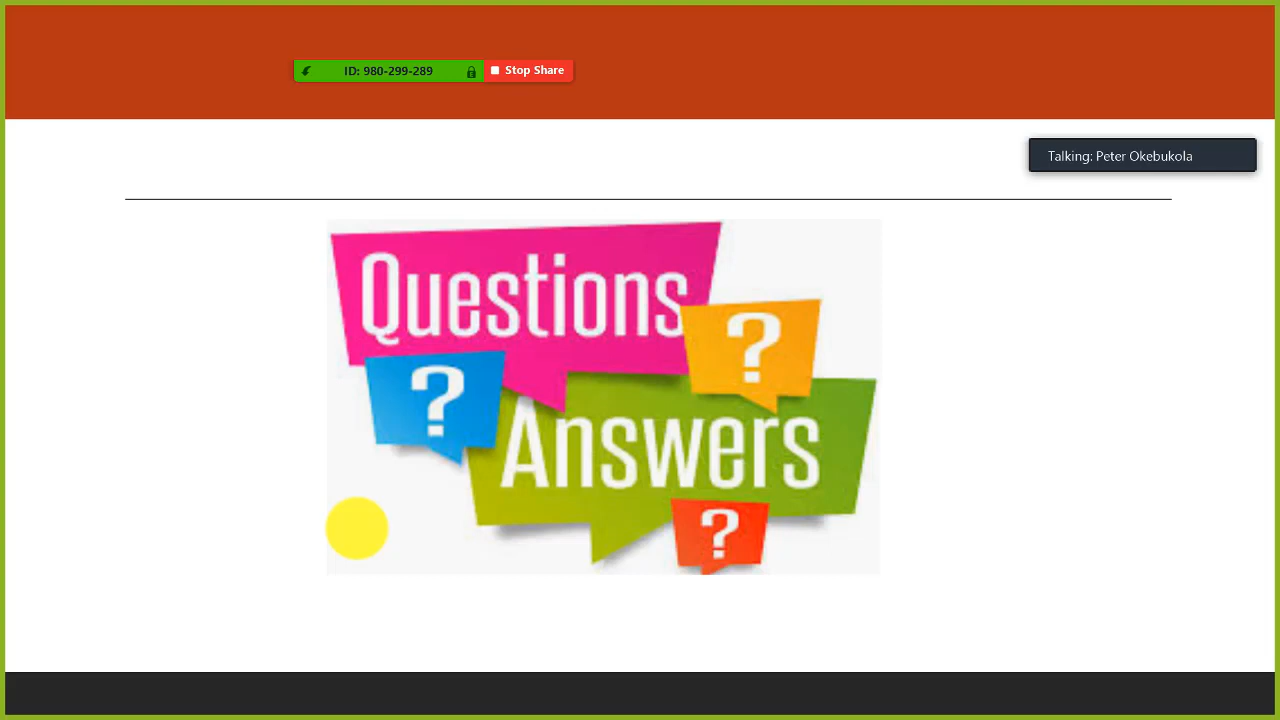 ID: 980-299-289 Stop Share
Talking: Peter Okebukola
Questions
?
?
Answers
?